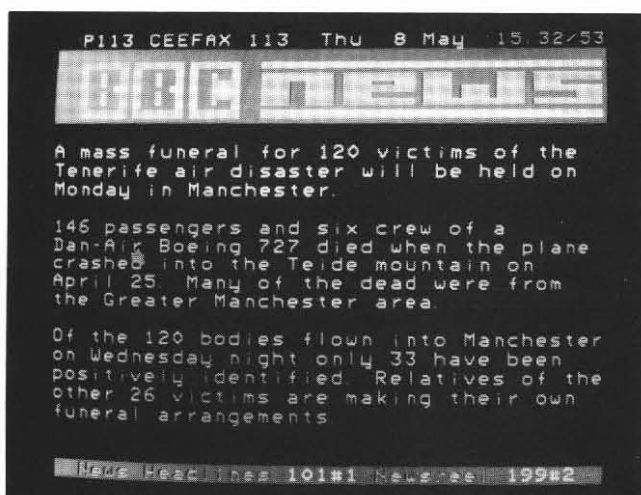 P113 CEEFAX 113 Thu 8 May 15.32/53
BBC news
A mass funeral for 120 victims of the
Tenerife air disaster will be held on
Monday in Manchester.
146 passengers and six crew of a
Dan-Air Boeing 727 died when the plane
crashed into the Teide mountain on
April 25. Many of the dead were from
the Greater Manchester area.
Of the 120 bodies flown into Manchester
on Wednesday night only 33 have been
positively identified. Relatives of the
other 26 victims are making their own
funeral arrangements
News Headlines 101#1 Newsreel 199#2